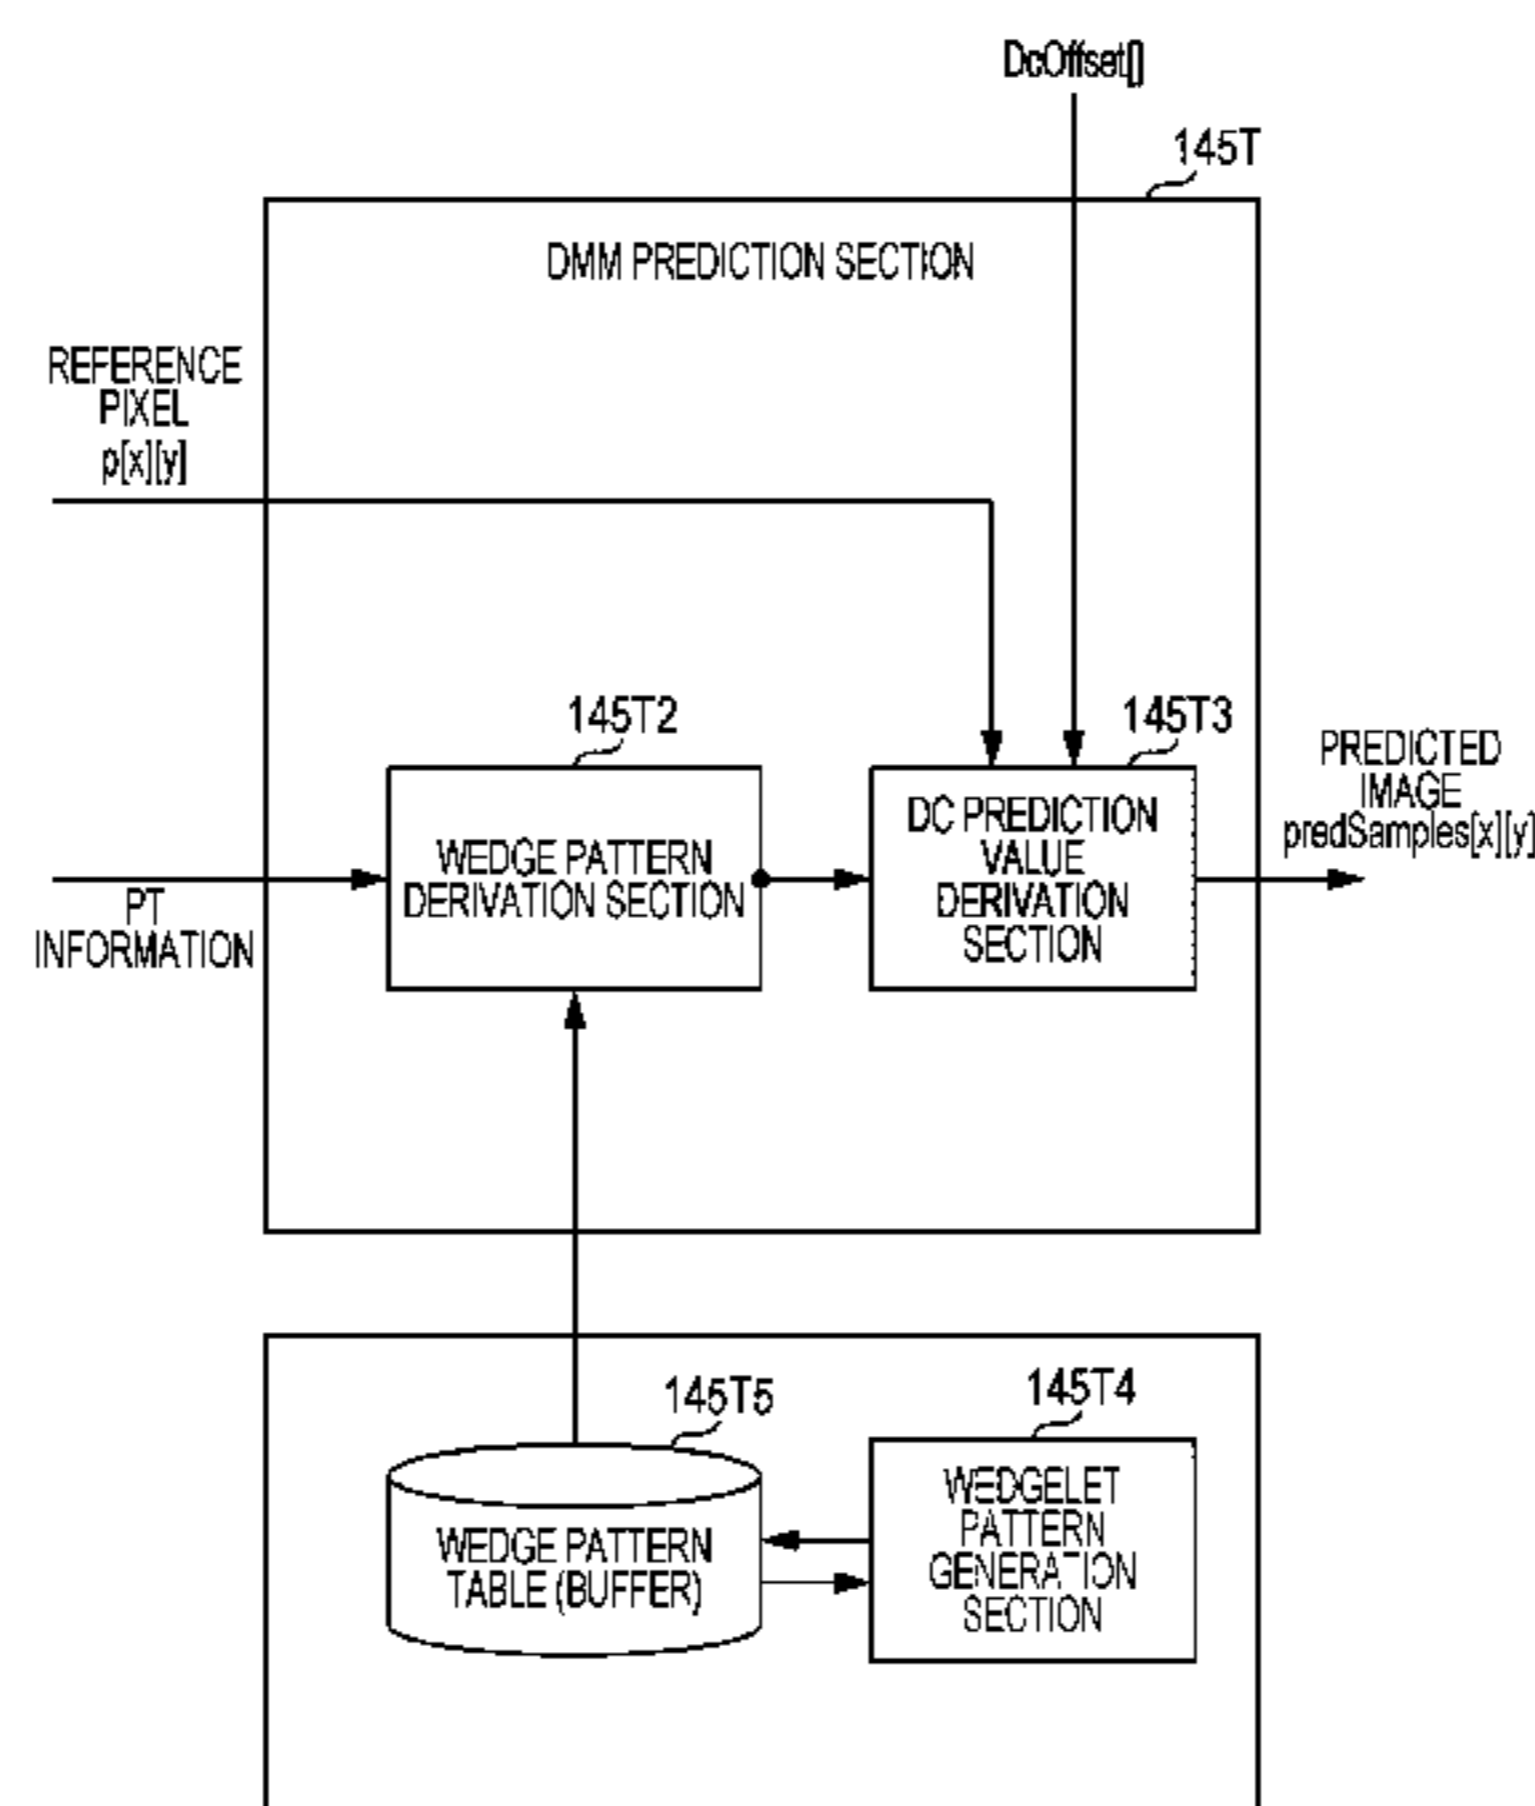 DcOffset[]
145T
DMM PREDICTION SECTION
REFERENCE
PIXEL
p[x][y]
145T2
145T3
PREDICTED
IMAGE
predSamples[x][y]
WEDGE PATTERN
DERIVATION SECTION
DC PREDICTION
VALUE
DERIVATION
SECTION
PT
INFORMATION
145T5
145T4
WEDGE PATTERN
TABLE (BUFFER)
WEDGELET
PATTERN
GENERATION
SECTION